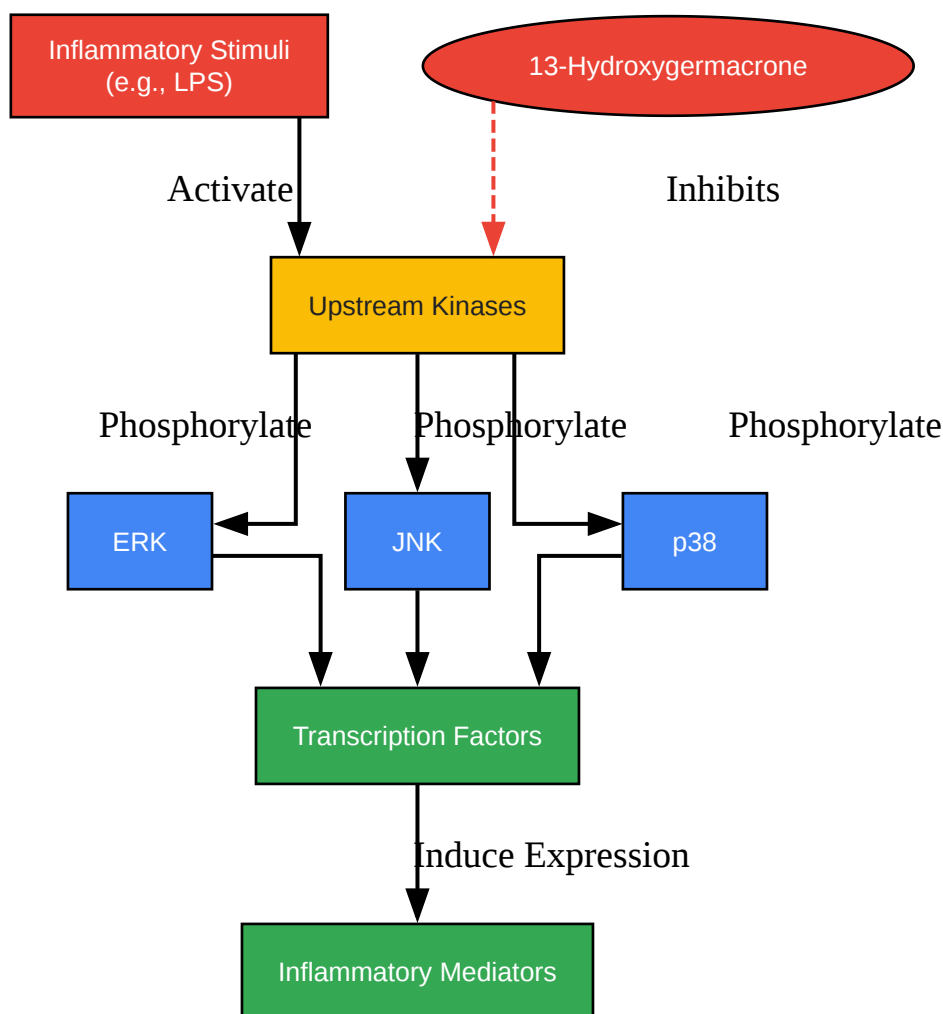 Inflammatory Stimuli
(e.g., LPS)
13-Hydroxygermacrone
Activate
Inhibits
Upstream Kinases
Phosphorylate
Phosphorylate
Phosphorylate
ERK
JNK
p38
Transcription Factors
Induce Expression
Inflammatory Mediators